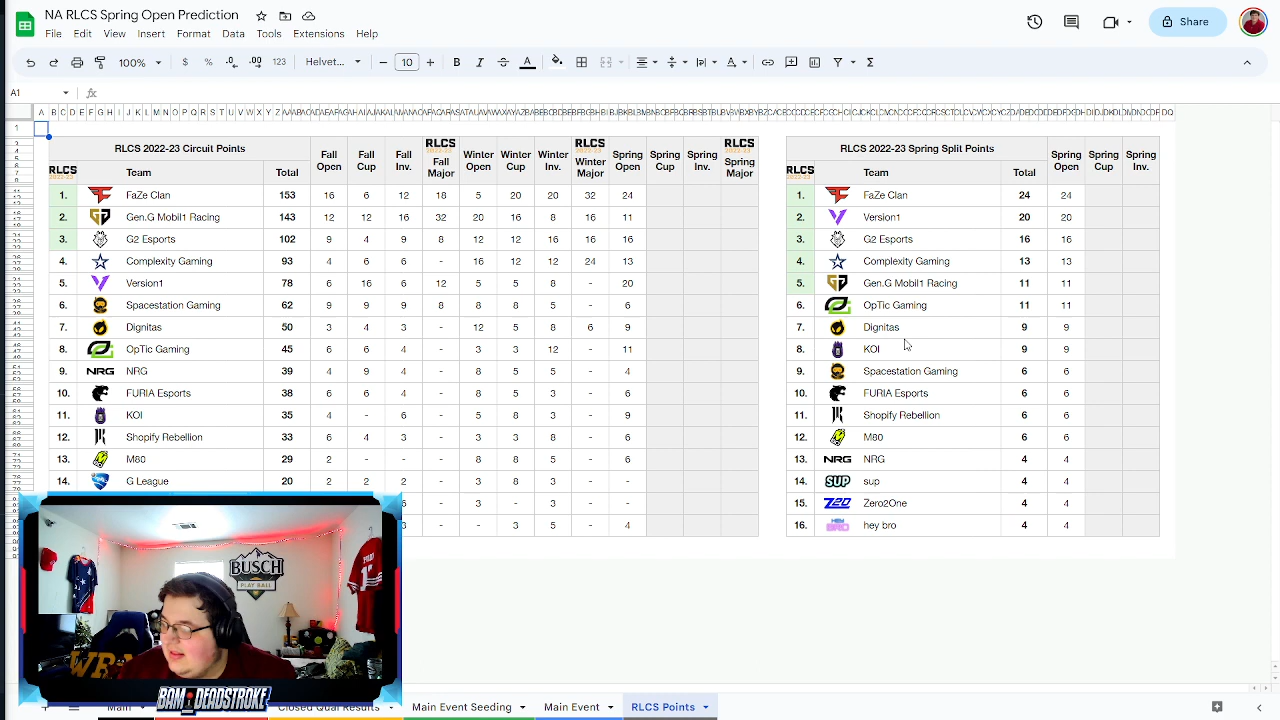 NA RLCS Spring Open Prediction
File Edit View Insert Format Data Tools Extensions Help
Share
100% $ % .0 .00 123 Helvet... 10 B I A
A1 fx
RLCS 2022-23 Circuit Points
Team Total Fall Open Fall Cup Fall Inv. RLCS Fall Major Winter Open Winter Cup Winter Inv. RLCS Winter Major Spring Open Spring Cup Spring Inv. RLCS Spring Major
1. FaZe Clan 153 16 6 12 - 5 20 20 32 24
2. Gen.G Mobil1 Racing 143 12 12 16 32 20 16 8 16 11
3. G2 Esports 102 9 4 9 12 12 16 16 16
4. Complexity Gaming 93 4 6 6 16 12 12 24 13
5. Version1 78 6 16 6 5 5 8 - 20
6. Spacestation Gaming 62 9 9 9 8 8 5 - 6
7. Dignitas 50 3 4 3 - 12 5 8 6 9
8. OpTic Gaming 45 6 6 4 - 3 3 12 - 11
9. NRG 39 4 9 4 - 8 5 5 - 4
10. FURIA Esports 38 6 6 4 - 8 5 3 - 6
11. KOI 35 4 - 6 - 5 8 3 - 9
12. Shopify Rebellion 33 6 4 3 - 3 3 8 - 6
13. M80 29 2 - - - 8 8 5 - 6
14. G League 20 2 2 2 - 3 8 3 - -
- 3 - -
- 3 5 - 4
RLCS 2022-23 Spring Split Points
Team Total Spring Open Spring Cup Spring Inv.
1. FaZe Clan 24 24
2. Version1 20 20
3. G2 Esports 16 16
4. Complexity Gaming 13 13
5. Gen.G Mobil1 Racing 11 11
6. OpTic Gaming 11 11
7. Dignitas 9 9
8. KOI 9 9
9. Spacestation Gaming 6 6
10. FURIA Esports 6 6
11. Shopify Rebellion 6 6
12. M80 6 6
13. NRG 4 4
14. sup 4 4
15. Zero2One 4 4
16. hey bro 4 4
BUSCH
PLAY BALL
BAM DEADSTROKE
Main Closed Qual Results Main Event Seeding Main Event RLCS Points